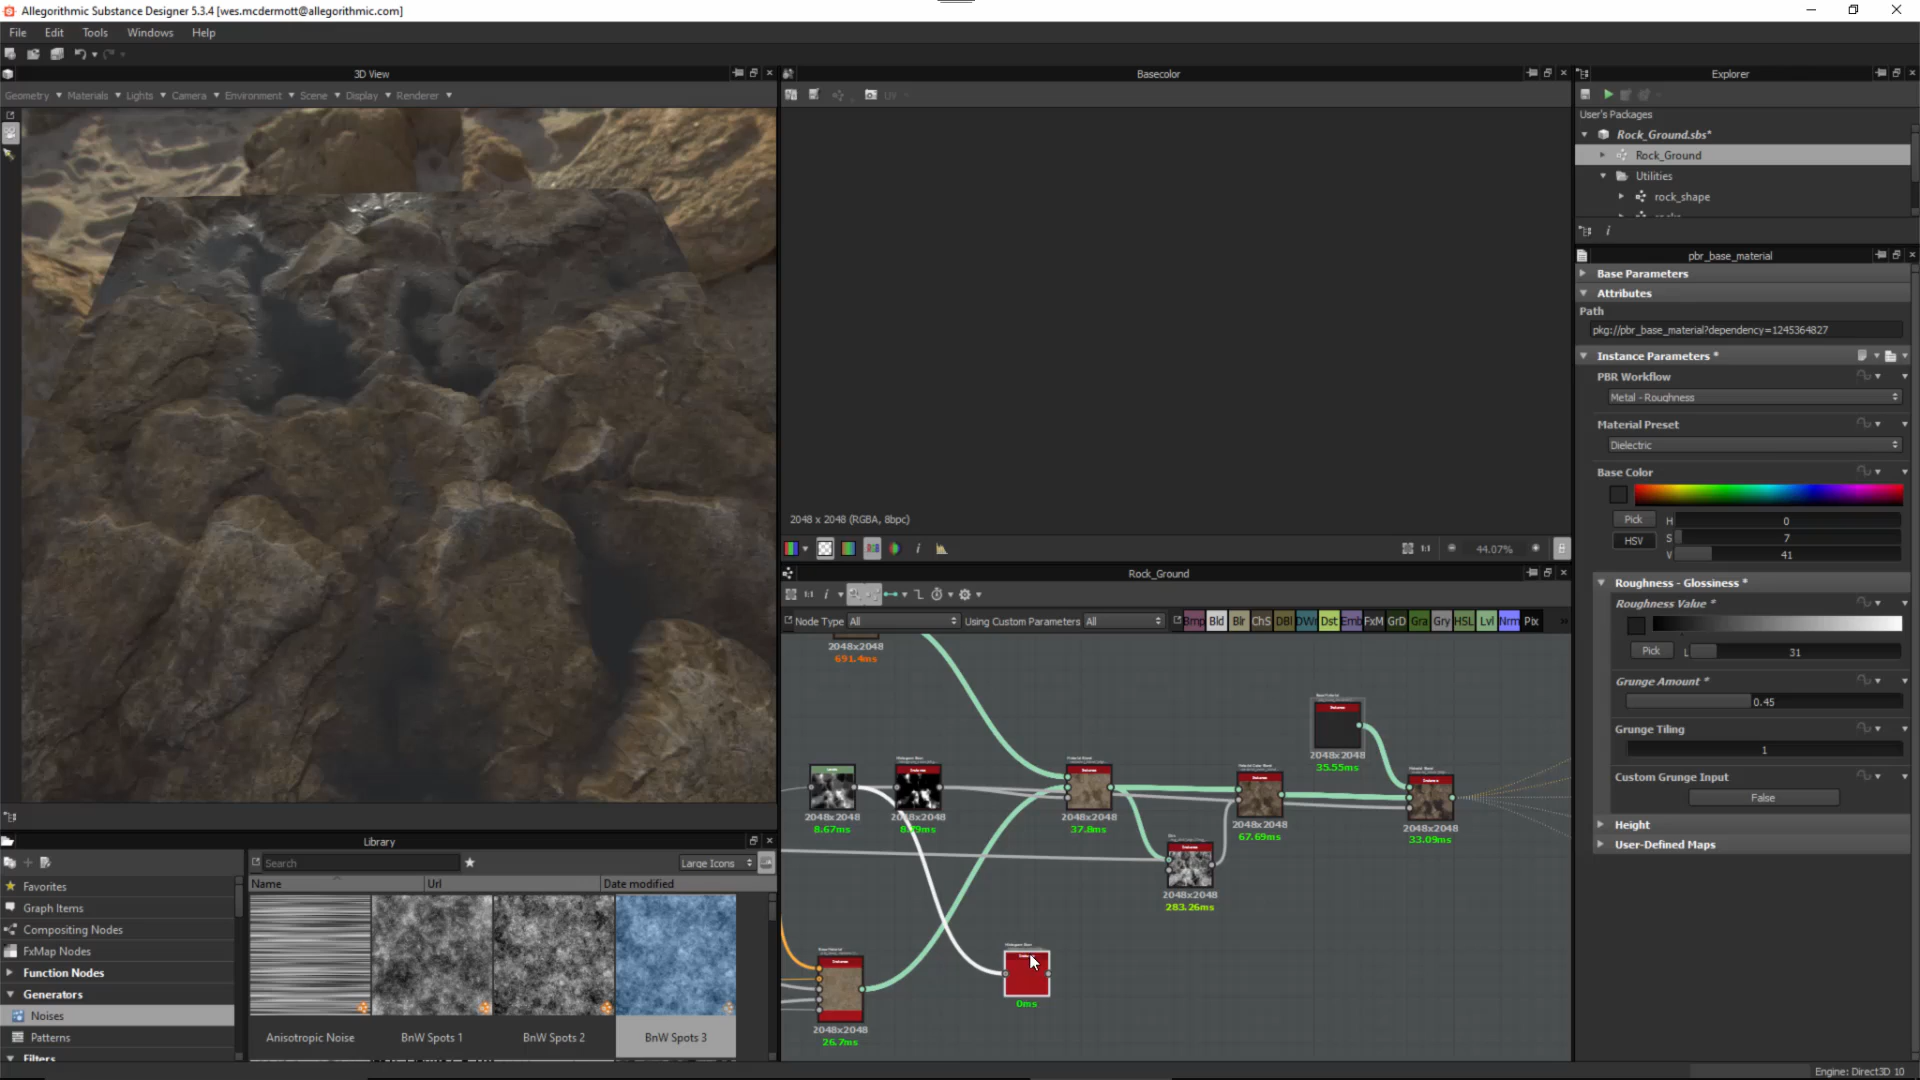 Allegorithmic Substance Designer 5.3.4 [wes.mcdermott@allegorithmic.com]
File Edit Tools Windows Help
3D View
Geometry Materials Lights Camera Environment Scene Display Renderer
Basecolor
UV
2048 x 2048 (RGBA, 8bpc)
1:1 44.07%
Rock_Ground
1:1
Node Type All Using Custom Parameters All
Bmp Bld Blr ChS DBl DWr Dst Emb FxM GrD Gra Gry HSL Lvl Nrm Pix
2048x2048
691.4ms
2048x2048
35.55ms
2048x2048
8.67ms
2048x2048
2048x2048
37.8ms
2048x2048
67.69ms
2048x2048
33.09ms
2048x2048
283.26ms
0ms
2048x2048
26.7ms
Library
Search
Large Icons
Name Url Date modified
Favorites
Graph Items
Compositing Nodes
FxMap Nodes
Function Nodes
Generators
Noises
Patterns
Filters
Anisotropic Noise
BnW Spots 1
BnW Spots 2
BnW Spots 3
Explorer
User's Packages
Rock_Ground.sbs*
Rock_Ground
Utilities
rock_shape
pbr_base_material
Base Parameters
Attributes
Path
pkg://pbr_base_material?dependency=1245364827
Instance Parameters *
PBR Workflow
Metal - Roughness
Material Preset
Dielectric
Base Color
Pick H 0
HSV S 7
V 41
Roughness - Glossiness *
Roughness Value *
Pick L 31
Grunge Amount *
0.45
Grunge Tiling
1
Custom Grunge Input
False
Height
User-Defined Maps
Engine: Direct3D 10